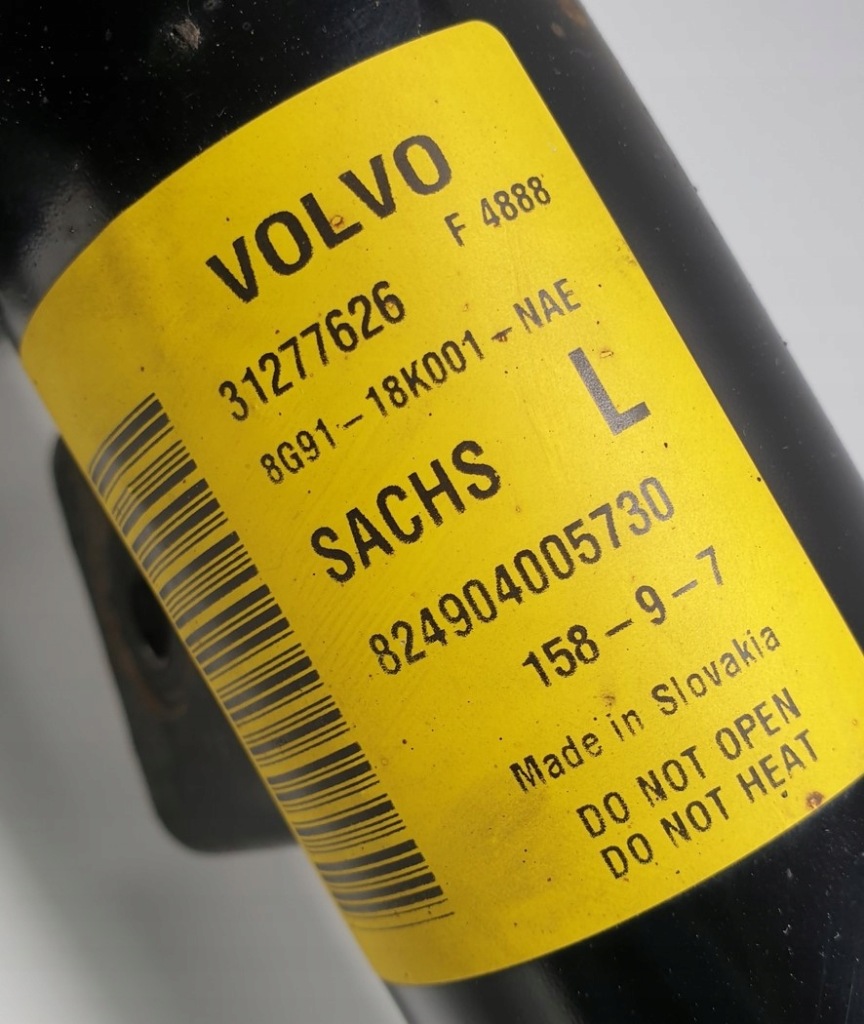 VOLVO
F 4888
31277626
8G91-18K001-NAE
L
SACHS
824904005730
158-9-7
Made in Slovakia
DO NOT OPEN
DO NOT HEAT